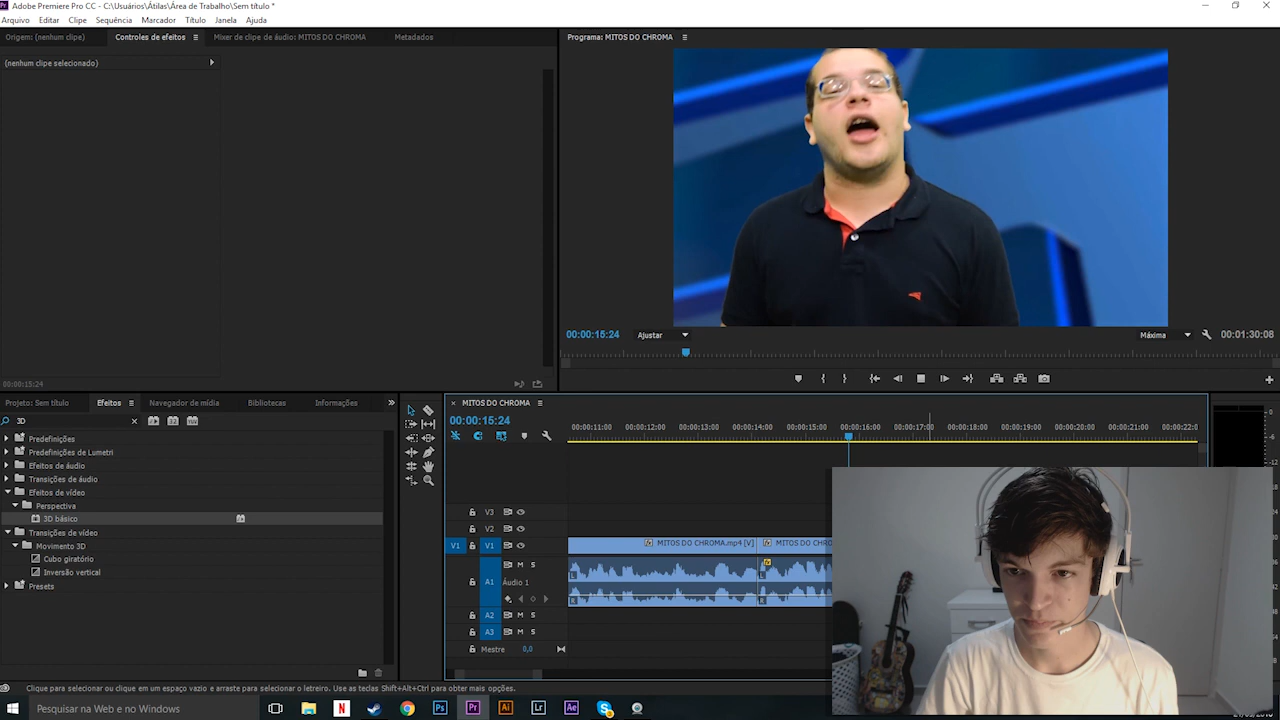 Adobe Premiere Pro CC - C:\Usuários\Átilas\Área de Trabalho\Sem título *
Arquivo Editar Clipe Sequência Marcador Título Janela Ajuda
Origem: (nenhum clipe) Controles de efeitos Mixer de clipe de áudio: MITOS DO CHROMA Metadados
Programa: MITOS DO CHROMA
(nenhum clipe selecionado)
00:00:15:24 Ajustar Máxima 00:01:30:08
00:00:15:24
Projeto: Sem título Efeitos Navegador de mídia Bibliotecas Informações
3D
Predefinições
Predefinições de Lumetri
Efeitos de áudio
Transições de áudio
Efeitos de vídeo
Perspectiva
3D básico
Transições de vídeo
Movimento 3D
Cubo giratório
Inversão vertical
Presets
MITOS DO CHROMA
00:00:15:24
00:00:11:00 00:00:12:00 00:00:13:00 00:00:14:00 00:00:15:00 00:00:16:00 00:00:17:00 00:00:18:00 00:00:19:00 00:00:20:00 00:00:21:00 00:00:22:0
V3
V2
V1 V1 MITOS DO CHROMA.mp4 [V] MITOS DO CHRO
M S
A1 Áudio 1
A2 M S
A3 M S
Mestre 0,0
0
-6
-12
Clique para selecionar ou clique em um espaço vazio e arraste para selecionar o letreiro. Use as teclas Shift+Alt+Ctrl para obter mais opções.
Pesquisar na Web e no Windows